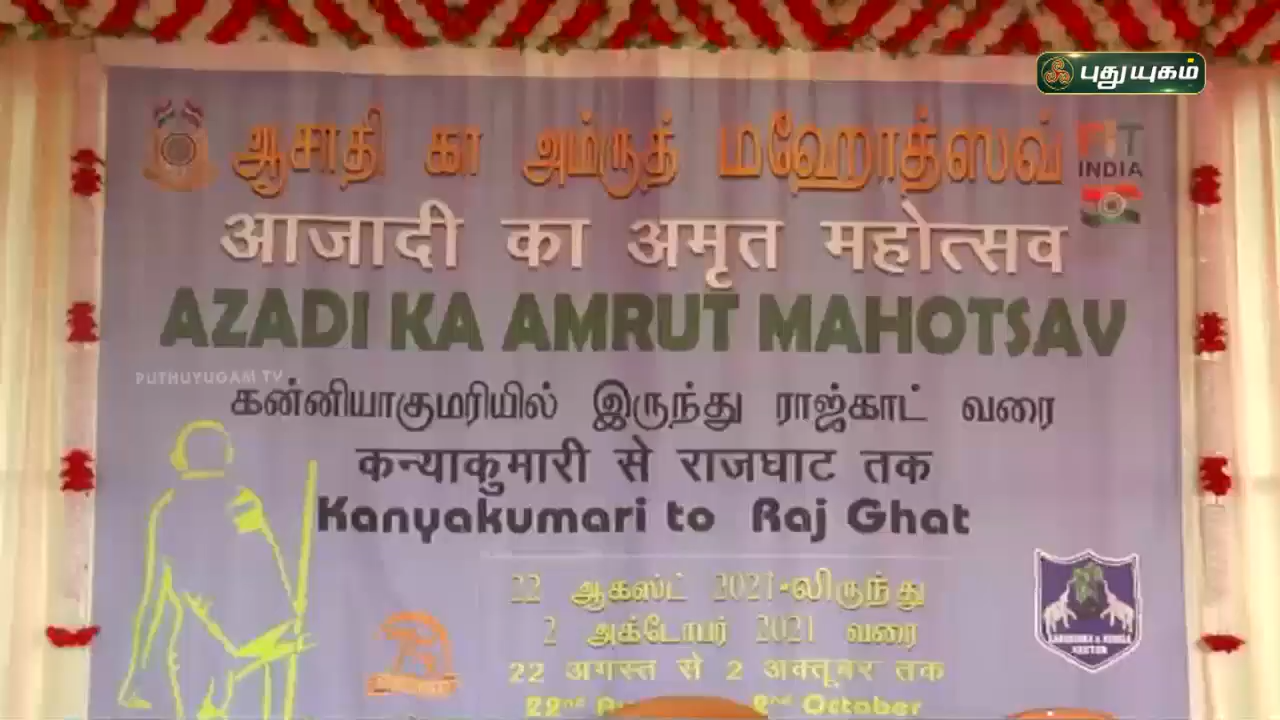 புதுயுகம்
ஆசாதி கா அம்ருத் மஹோத்ஸவ்
FIT
INDIA
आजादी का अमृत महोत्सव
AZADI KA AMRUT MAHOTSAV
PUTHUYUGAM TV
கன்னியாகுமரியில் இருந்து ராஜ்காட் வரை
कन्याकुमारी से राजघाट तक
Kanyakumari to Raj Ghat
22 ஆகஸ்ட் 2021-லிருந்து
2 அக்டோபர் 2021 வரை
22 अगस्त से 2 अक्तूबर तक
22nd
October
75